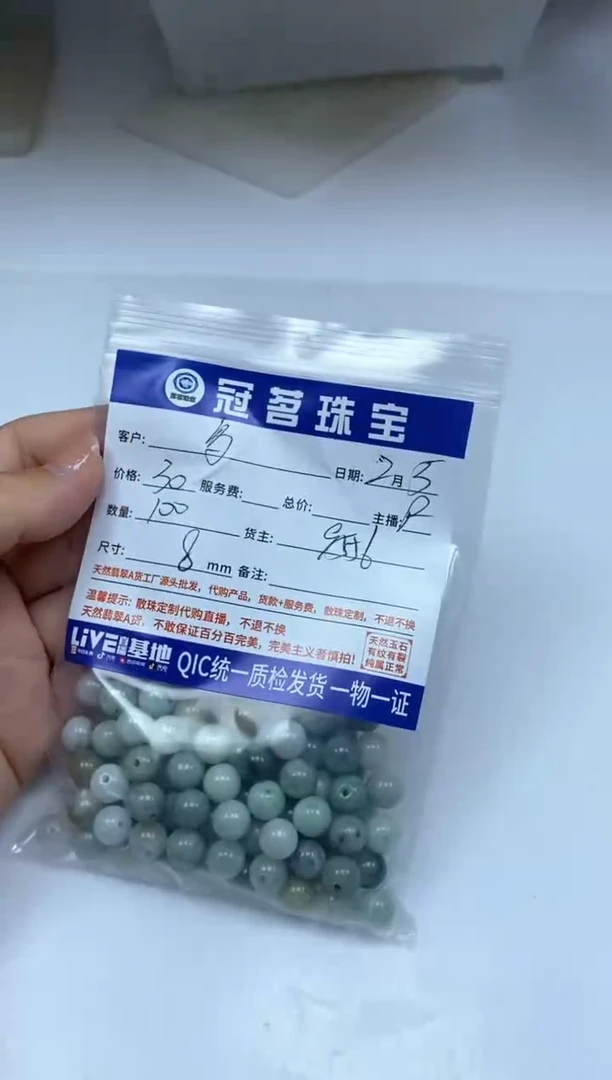 冠茗珠宝
客户: 日期: 2月5
价格: 30 服务费: 总价: 主播:
数量: 100 货主:
尺寸: 8 mm 备注:
天然翡翠A货工厂源头批发，代购产品，货款+服务费，散珠定制，不退不换
温馨提示: 散珠定制代购直播，不退不换
天然翡翠A货，不敢保证百分百完美，完美主义者慎拍!
天然玉石
有纹有裂
纯属正常
LiVE直播基地
QIC统一质检发货 一物一证